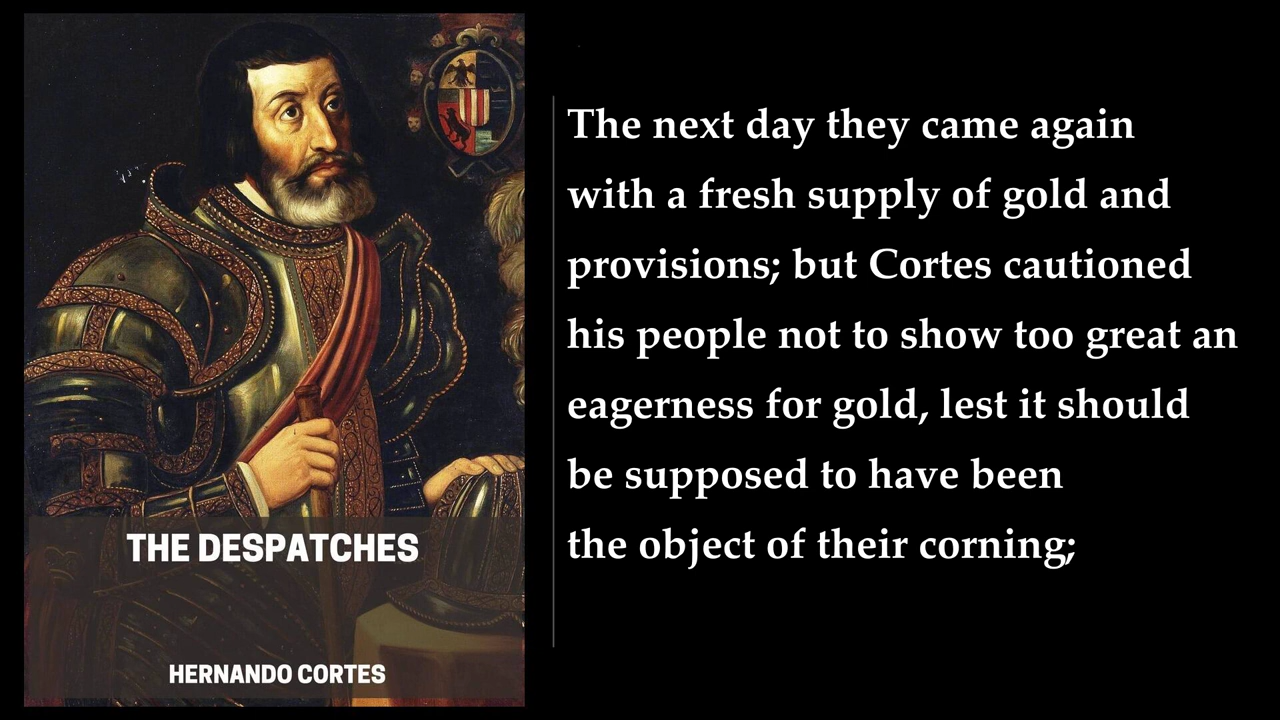 THE DESPATCHES
HERNANDO CORTES
The next day they came again
with a fresh supply of gold and
provisions; but Cortes cautioned
his people not to show too great an
eagerness for gold, lest it should
be supposed to have been
the object of their corning;